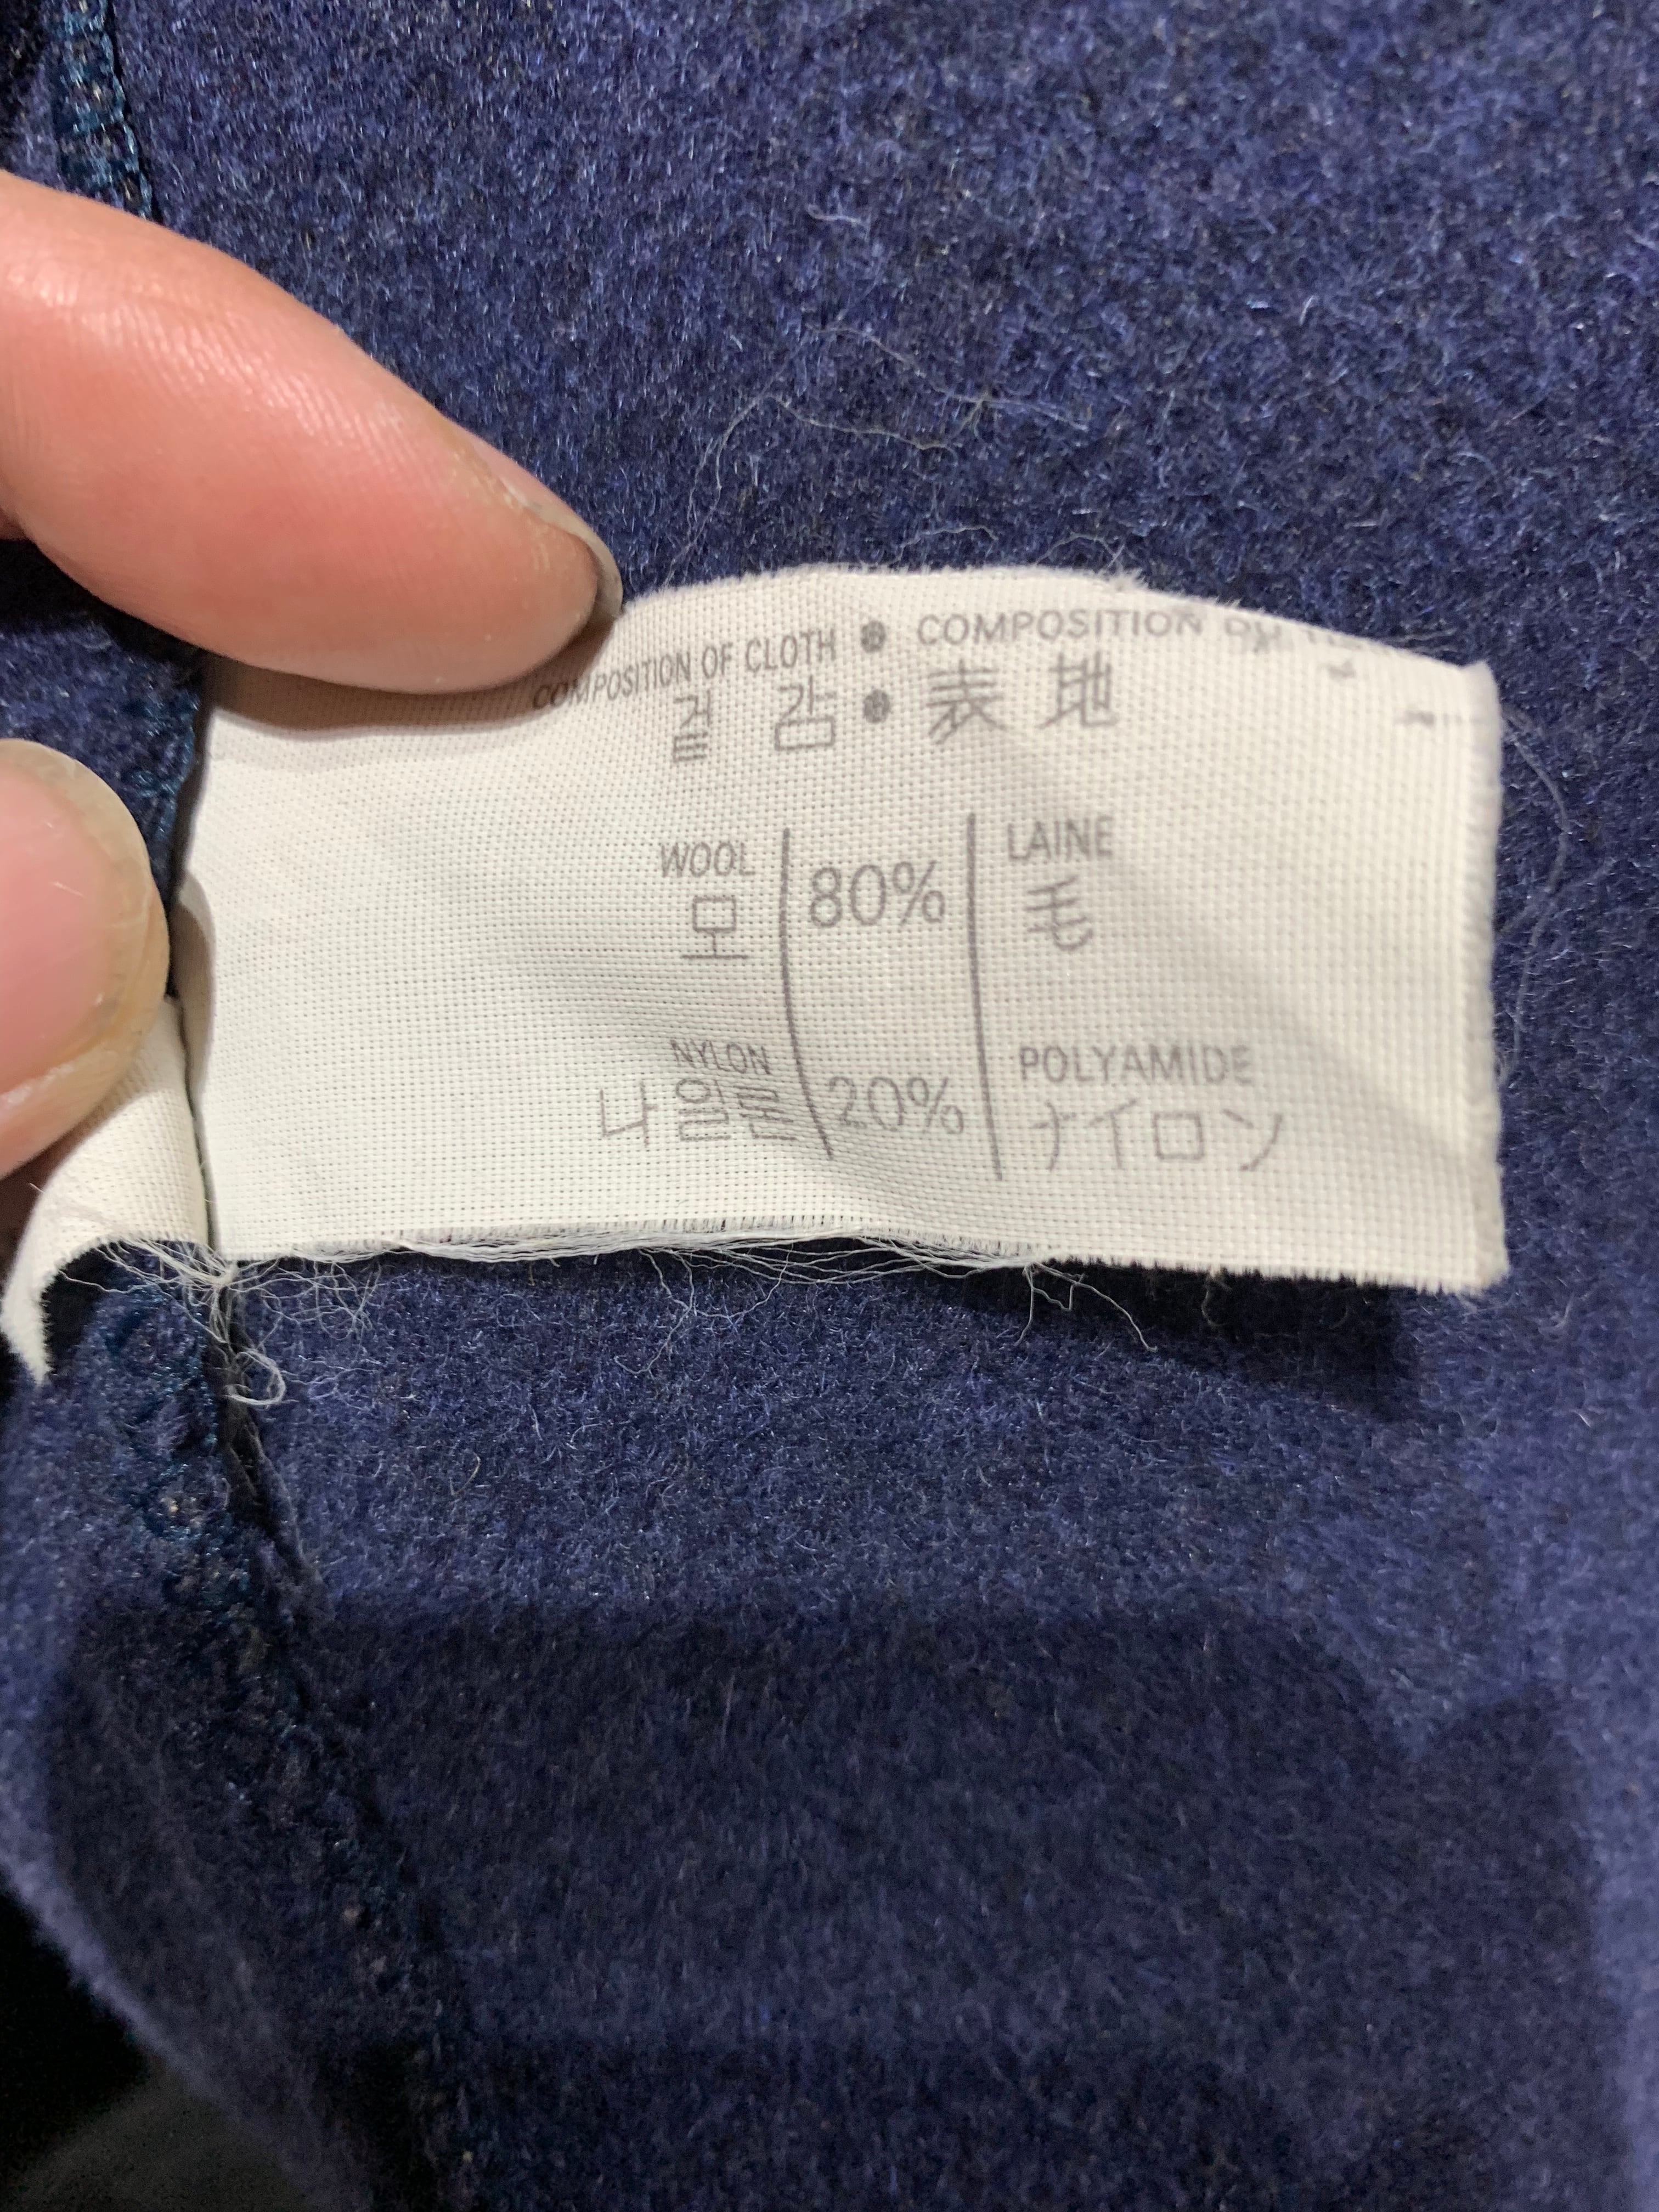 COMPOSITION OF CLOTH ● COMPOSITION
겉 감 ● 表 地
WOOL 80% LAINE
모 毛
NYLON 20% POLYAMIDE
나일론 ナイロン